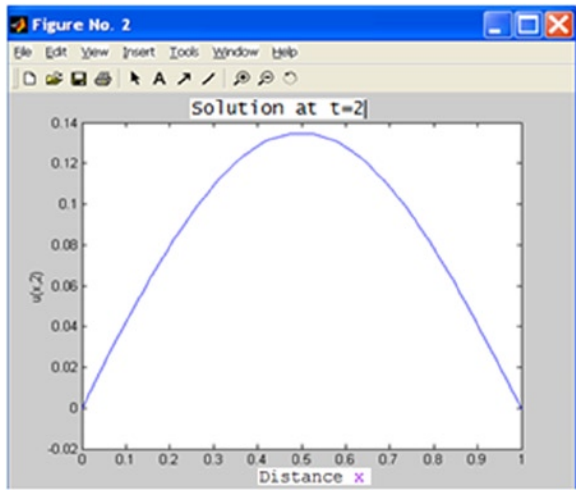 Figure No. 2
File Edit View Insert Tools Window Help
A
Solution at t=2
0.14
0.12
0.1
0.08
0.06
0.04
0.02
0
-0.02
u(x,2)
0 0.1 0.2 0.3 0.4 0.5 0.6 0.7 0.8 0.9 1
Distance x